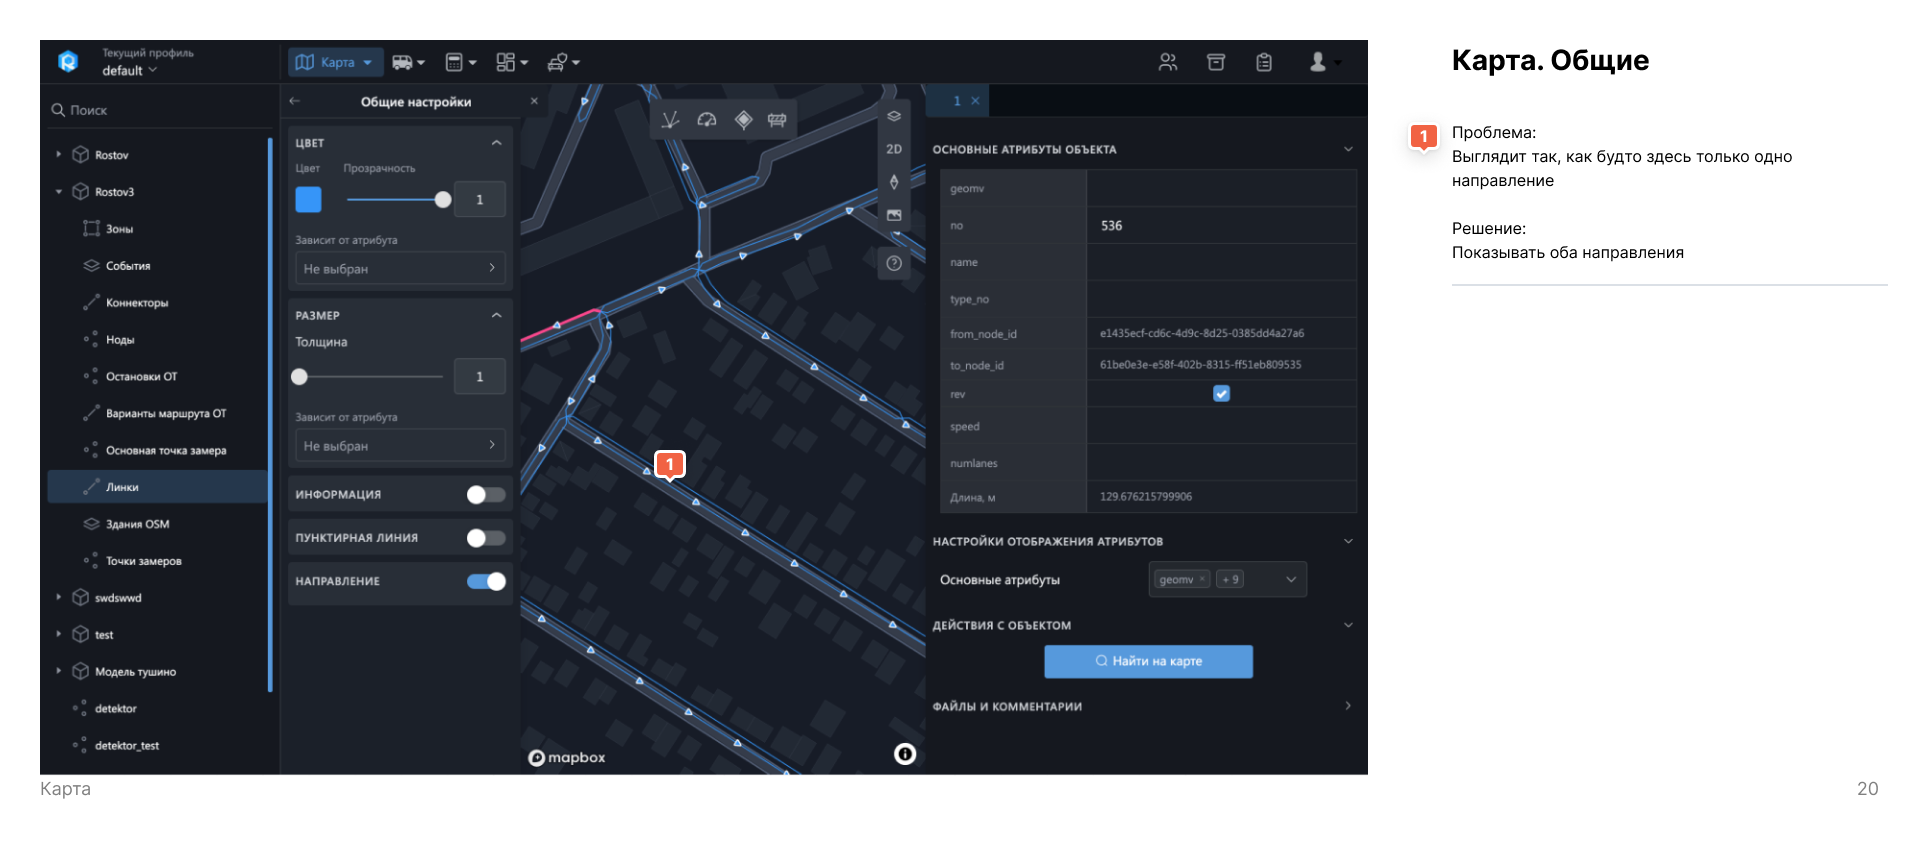 Текущий профиль
default
Карта
Поиск
Rostov
Rostov3
Зоны
События
Коннекторы
Ноды
Остановки ОТ
Варианты маршрута ОТ
Основная точка замера
Линки
Здания OSM
Точки замеров
swdswwd
test
Модель тушино
detektor
detektor_test
Общие настройки
ЦВЕТ
Цвет
Прозрачность
1
Зависит от атрибута
Не выбран
РАЗМЕР
Толщина
1
Зависит от атрибута
Не выбран
ИНФОРМАЦИЯ
ПУНКТИРНАЯ ЛИНИЯ
НАПРАВЛЕНИЕ
2D
1
mapbox
1
ОСНОВНЫЕ АТРИБУТЫ ОБЪЕКТА
geomv
no 536
name
type_no
from_node_id e1435ecf-cd6c-4d9c-8d25-0385dd4a27a6
to_node_id 61be0e3e-e58f-402b-8315-ff51eb809535
rev
speed
numlanes
Длина, м 129.676215799906
НАСТРОЙКИ ОТОБРАЖЕНИЯ АТРИБУТОВ
Основные атрибуты geomv + 9
ДЕЙСТВИЯ С ОБЪЕКТОМ
Найти на карте
ФАЙЛЫ И КОММЕНТАРИИ
Карта. Общие
1
Проблема:
Выглядит так, как будто здесь только одно
направление
Решение:
Показывать оба направления
Карта
20